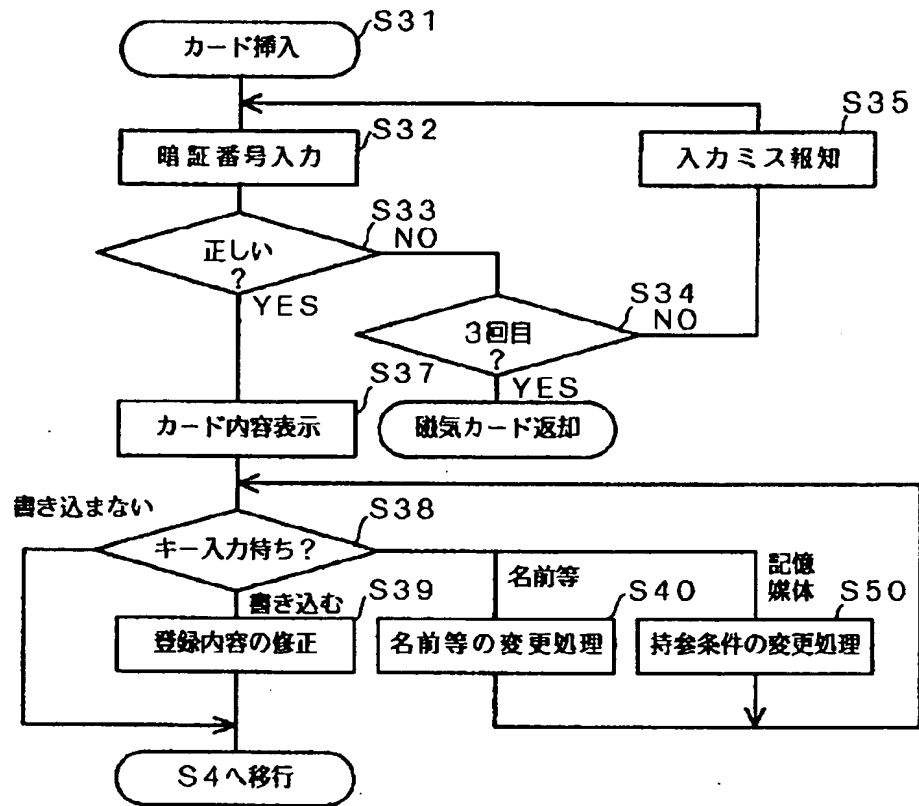 カード挿入
S31
S32
暗証番号入力
S35
入力ミス報知
S33
正しい
?
NO
YES
S34
3回目
?
NO
YES
S37
カード内容表示
磁気カード返却
書き込まない
S38
キー入力待ち?
書き込む
名前等
記憶
媒体
S39
登録内容の修正
S40
名前等の変更処理
S50
持参条件の変更処理
S4へ移行